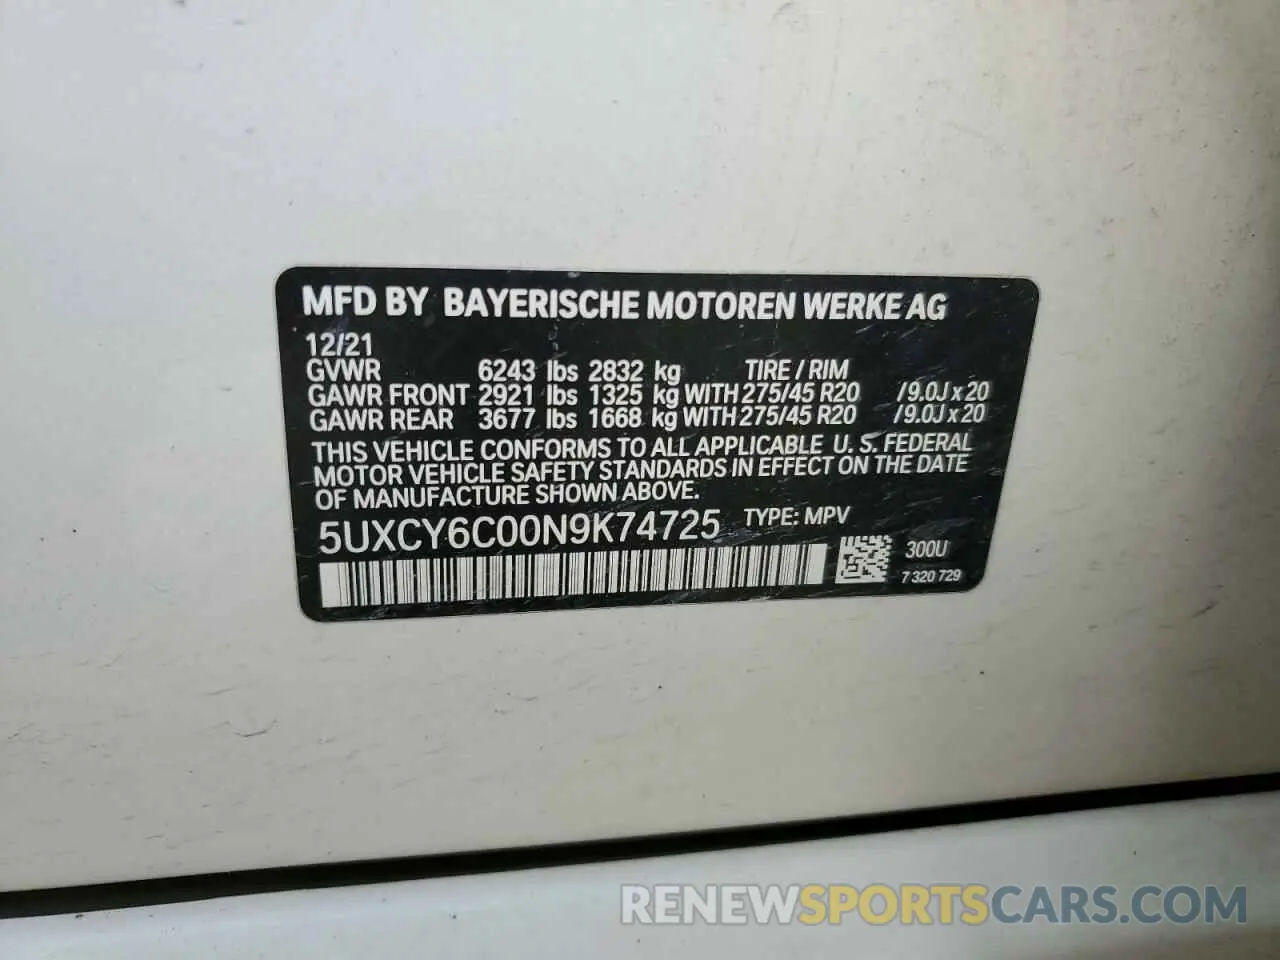 MFD BY BAYERISCHE MOTOREN WERKE AG
12/21
GVWR 6243 lbs 2832 kg TIRE / RIM
GAWR FRONT 2921 lbs 1325 kg WITH 275/45 R20 / 9.0J x 20
GAWR REAR 3677 lbs 1668 kg WITH 275/45 R20 / 9.0J x 20
THIS VEHICLE CONFORMS TO ALL APPLICABLE U. S. FEDERAL
MOTOR VEHICLE SAFETY STANDARDS IN EFFECT ON THE DATE
OF MANUFACTURE SHOWN ABOVE.
5UXCY6C00N9K74725 TYPE: MPV
300U
7 320 729
RENEWSPORTSCARS.COM